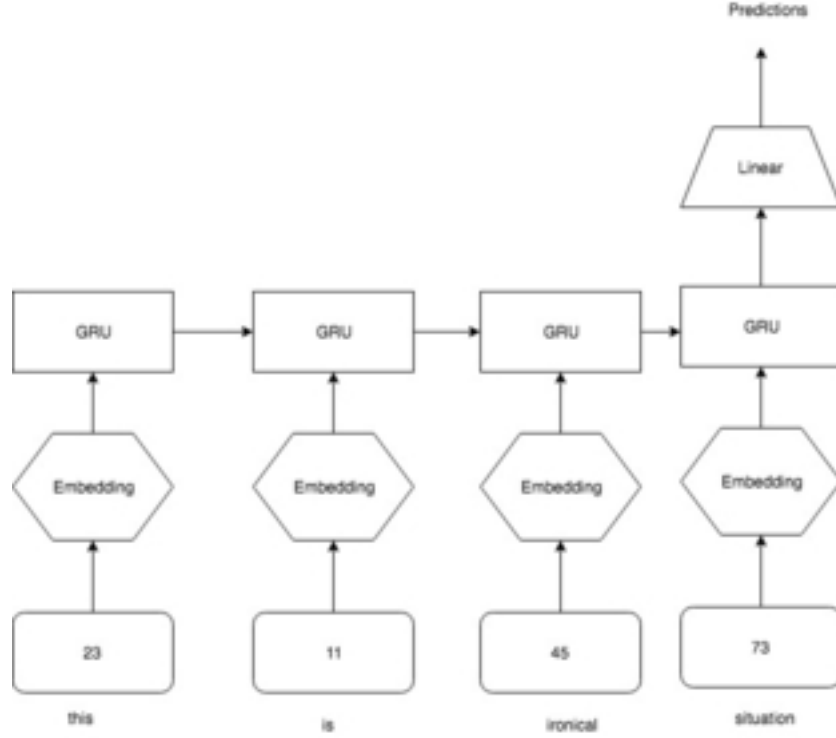 Predictions
Linear
GRU GRU GRU GRU
Embedding Embedding Embedding Embedding
23 11 45 73
this is ironical situation